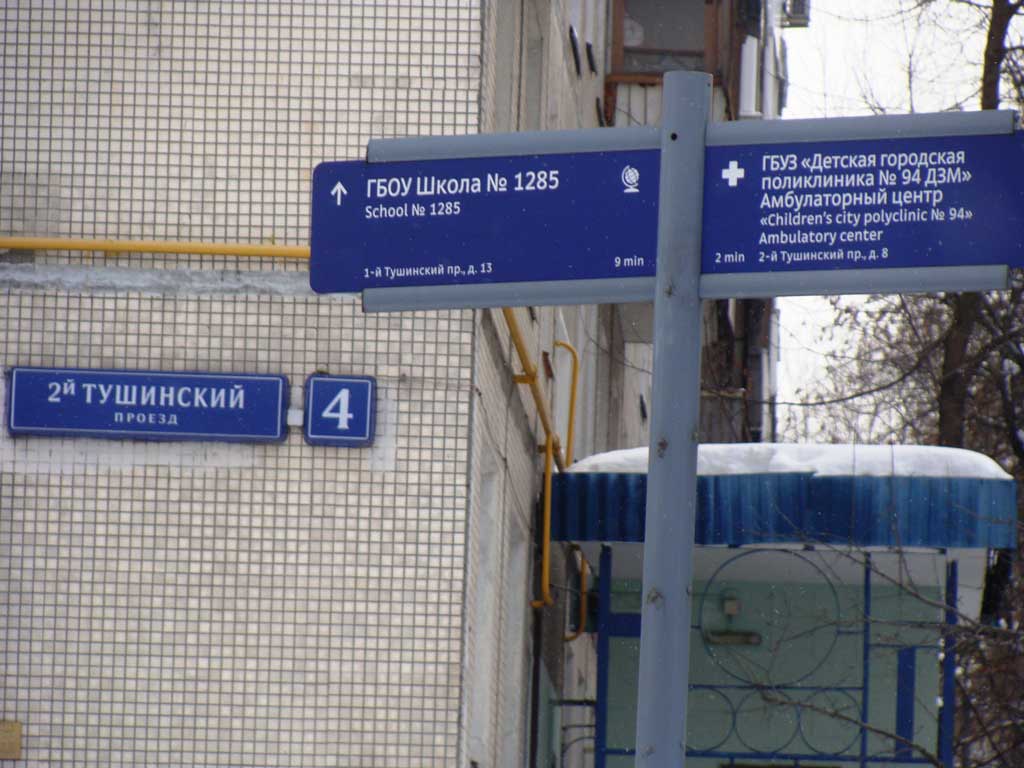 ГБОУ Школа № 1285
School № 1285
1-й Тушинский пр., д. 13
9 min
ГБУЗ «Детская городская
поликлиника № 94 ДЗМ»
Амбулаторный центр
«Children's city polyclinic № 94»
Ambulatory center
2 min 2-й Тушинский пр., д. 8
2й ТУШИНСКИЙ
ПРОЕЗД
4